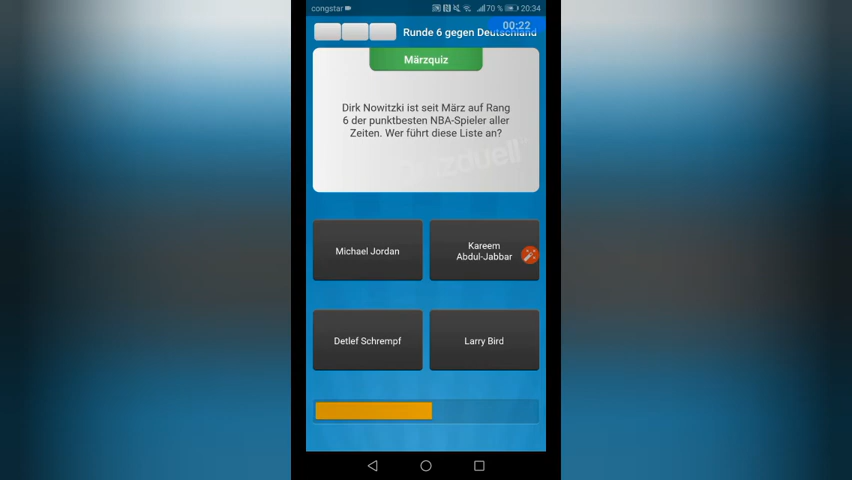 congstar
70 %
20:34
00:22
Runde 6 gegen Deutschland
Märzquiz
Dirk Nowitzki ist seit März auf Rang
6 der punktbesten NBA-Spieler aller
Zeiten. Wer führt diese Liste an?
quizduell
Michael Jordan
Kareem
Abdul-Jabbar
Detlef Schrempf
Larry Bird